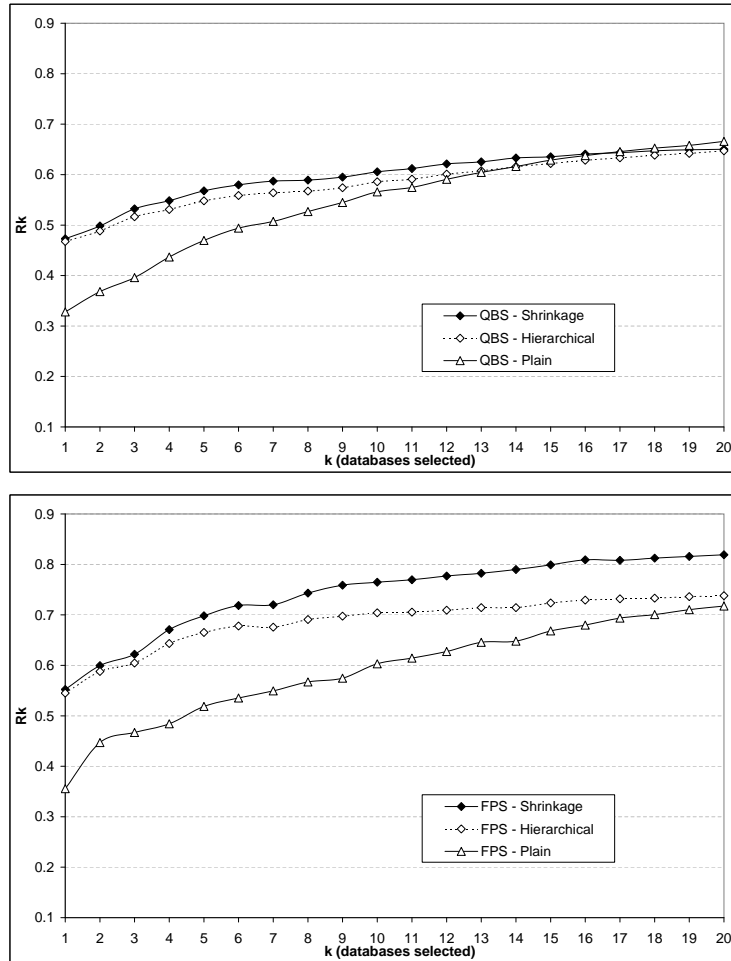 0.9
0.8
0.7
0.6
0.5
0.4
0.3
0.2
0.1
Rk
QBS - Shrinkage
QBS - Hierarchical
QBS - Plain
1 2 3 4 5 6 7 8 9 10 11 12 13 14 15 16 17 18 19 20
k (databases selected)
0.9
0.8
0.7
0.6
0.5
0.4
0.3
0.2
0.1
Rk
FPS - Shrinkage
FPS - Hierarchical
FPS - Plain
1 2 3 4 5 6 7 8 9 10 11 12 13 14 15 16 17 18 19 20
k (databases selected)